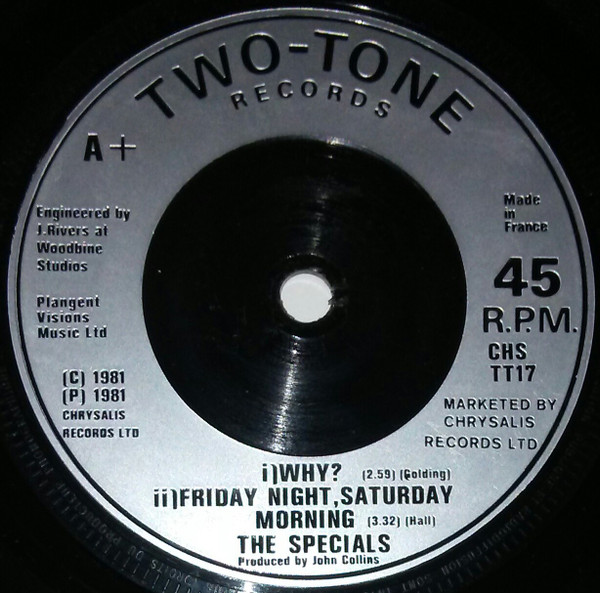 TWO-TONE
RECORDS
A+
Engineered by
J.Rivers at
Woodbine
Studios
Plangent
Visions
Music Ltd
(C) 1981
(P) 1981
CHRYSALIS
RECORDS LTD
Made
in
France
45
R.P.M.
CHS
TT17
MARKETED BY
CHRYSALIS
RECORDS LTD
i)WHY? (2.59) (Golding)
ii)FRIDAY NIGHT,SATURDAY
MORNING (3.32) (Hall)
THE SPECIALS
Produced by John Collins